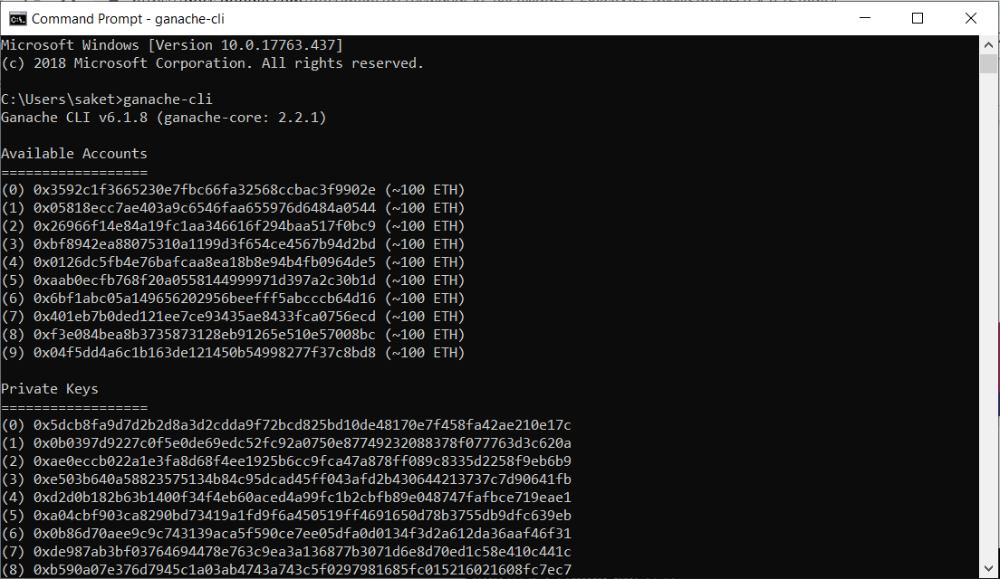 Command Prompt - ganache-cli
Microsoft Windows [Version 10.0.17763.437]
(c) 2018 Microsoft Corporation. All rights reserved.
C:\Users\saket>ganache-cli
Ganache CLI v6.1.8 (ganache-core: 2.2.1)
Available Accounts
==================
(0) 0x3592c1f3665230e7fbc66fa32568ccbac3f9902e (~100 ETH)
(1) 0x05818ecc7ae403a9c6546faa655976d6484a0544 (~100 ETH)
(2) 0x26966f14e84a19fc1aa346616f294baa517f0bc9 (~100 ETH)
(3) 0xbf8942ea88075310a1199d3f654ce4567b94d2bd (~100 ETH)
(4) 0x0126dc5fb4e76bafcaa8ea18b8e94b4fb0964de5 (~100 ETH)
(5) 0xaab0ecfb768f20a0558144999971d397a2c30b1d (~100 ETH)
(6) 0x6bf1abc05a149656202956beefff5abcccb64d16 (~100 ETH)
(7) 0x401eb7b0ded121ee7ce93435ae8433fca0756ecd (~100 ETH)
(8) 0xf3e084bea8b3735873128eb91265e510e57008bc (~100 ETH)
(9) 0x04f5dd4a6c1b163de121450b54998277f37c8bd8 (~100 ETH)
Private Keys
==================
(0) 0x5dcb8fa9d7d2b2d8a3d2cdda9f72bcd825bd10de48170e7f458fa42ae210e17c
(1) 0x0b0397d9227c0f5e0de69edc52fc92a0750e87749232088378f077763d3c620a
(2) 0xae0eccb022a1e3fa8d68f4ee1925b6cc9fca47a878ff089c8335d2258f9eb6b9
(3) 0xe503b640a58823575134b84c95dcad45ff043afd2b430644213737c7d90641fb
(4) 0xd2d0b182b63b1400f34f4eb60aced4a99fc1b2cbfb89e048747fafbce719eae1
(5) 0xa04cbf903ca8290bd73419a1fd9f6a450519ff4691650d78b3755db9dfc639eb
(6) 0x0b86d70aee9c9c743139aca5f590ce7ee05dfa0d0134f3d2a612da36aaf46f31
(7) 0xde987ab3bf03764694478e763c9ea3a136877b3071d6e8d70ed1c58e410c441c
(8) 0xb590a07e376d7945c1a03ab4743a743c5f0297981685fc015216021608fc7ec7